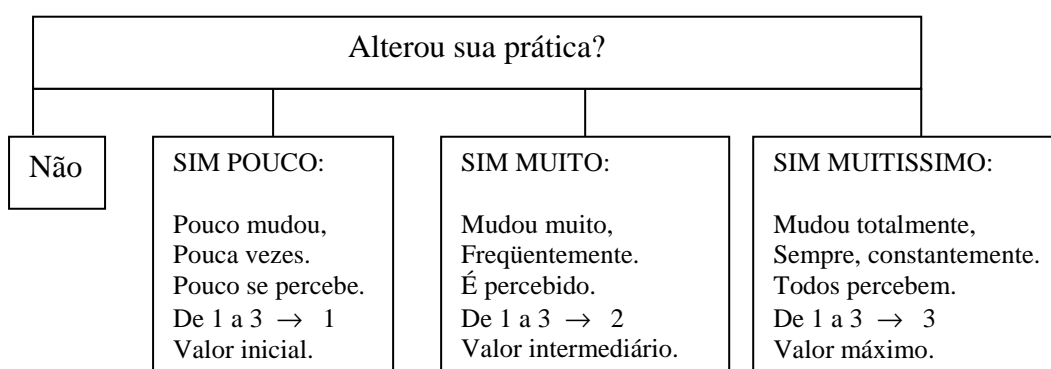 Alterou sua prática?
Não
SIM POUCO:
Pouco mudou,
Pouca vezes.
Pouco se percebe.
De 1 a 3 → 1
Valor inicial.
SIM MUITO:
Mudou muito,
Freqüentemente.
É percebido.
De 1 a 3 → 2
Valor intermediário.
SIM MUITISSIMO:
Mudou totalmente,
Sempre, constantemente.
Todos percebem.
De 1 a 3 → 3
Valor máximo.